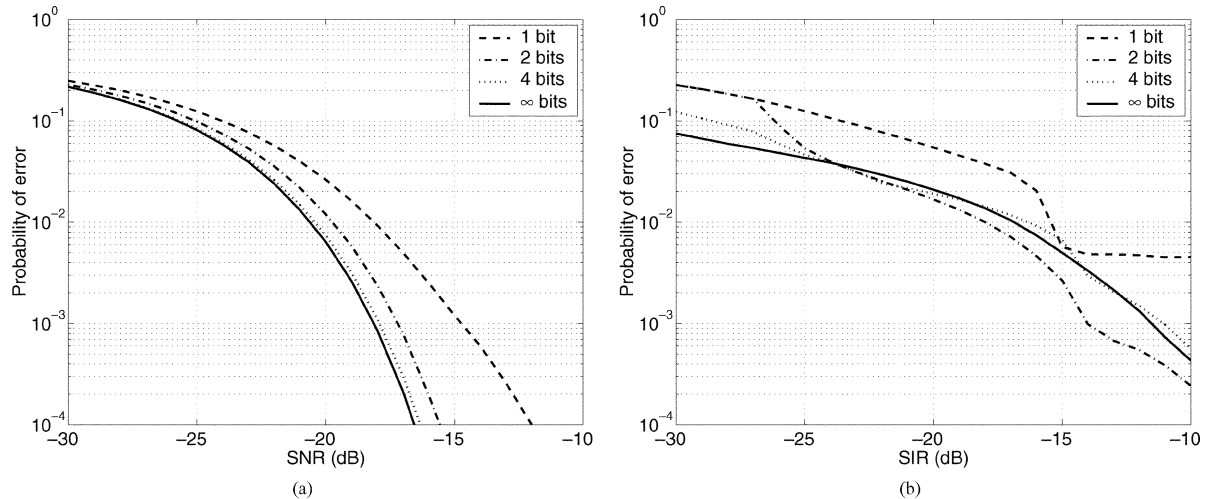 10^0
10^-1
10^-2
10^-3
10^-4
Probability of error
−30
−25
−20
−15
−10
SNR (dB)
1 bit
2 bits
4 bits
∞ bits
(a)
10^0
10^-1
10^-2
10^-3
10^-4
Probability of error
−30
−25
−20
−15
−10
SIR (dB)
1 bit
2 bits
4 bits
∞ bits
(b)